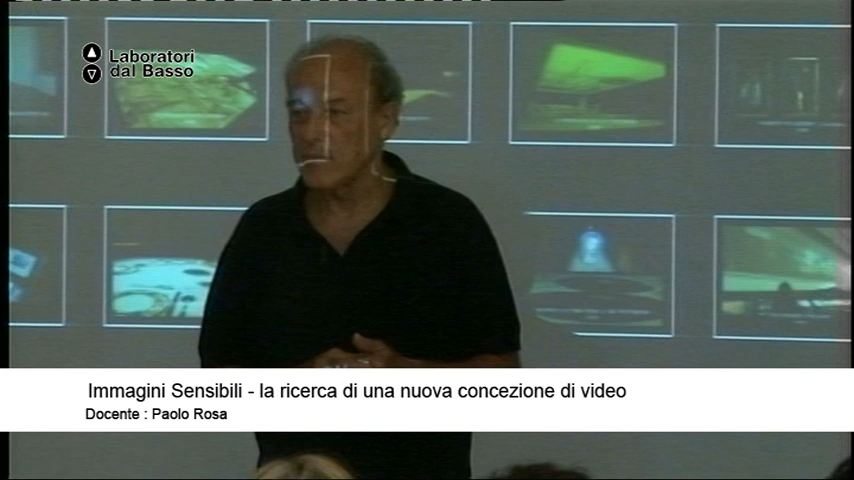 Laboratori
dal Basso
Immagini Sensibili - la ricerca di una nuova concezione di video
Docente : Paolo Rosa